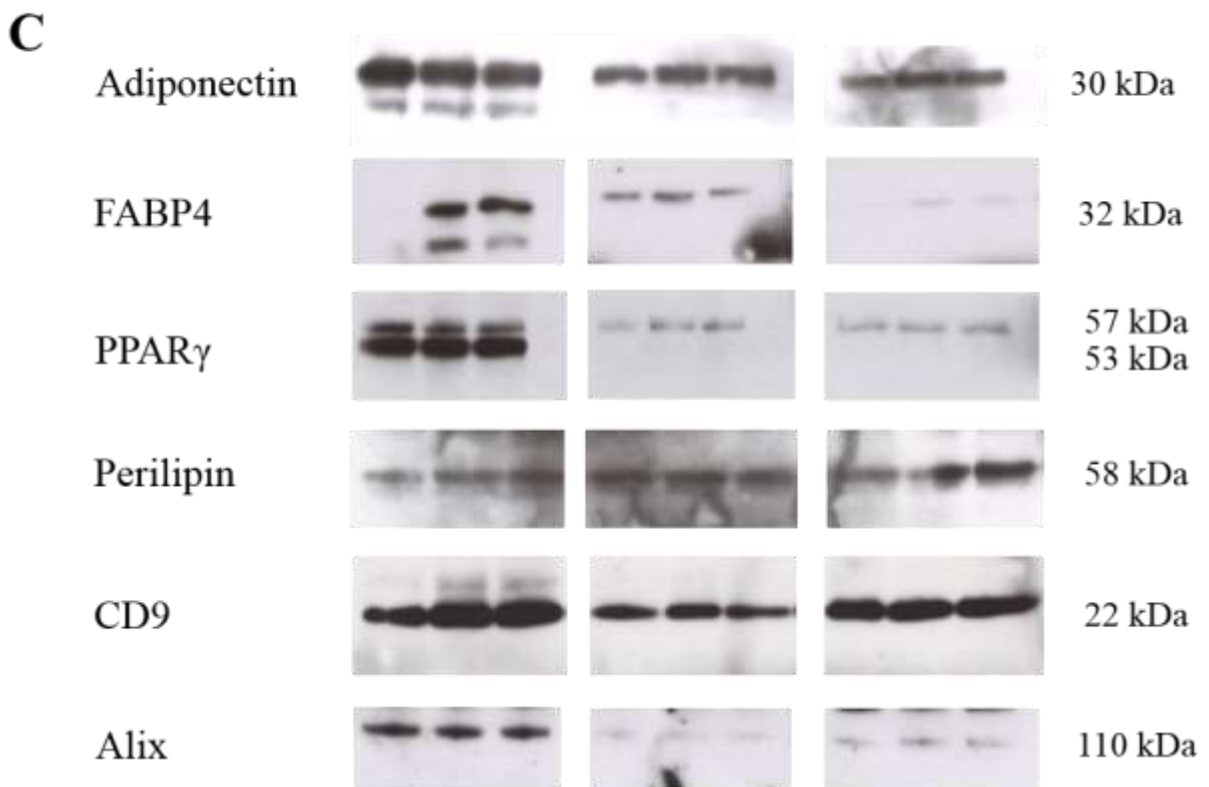 C
Adiponectin 30 kDa
FABP4 32 kDa
PPARγ 57 kDa
53 kDa
Perilipin 58 kDa
CD9 22 kDa
Alix 110 kDa